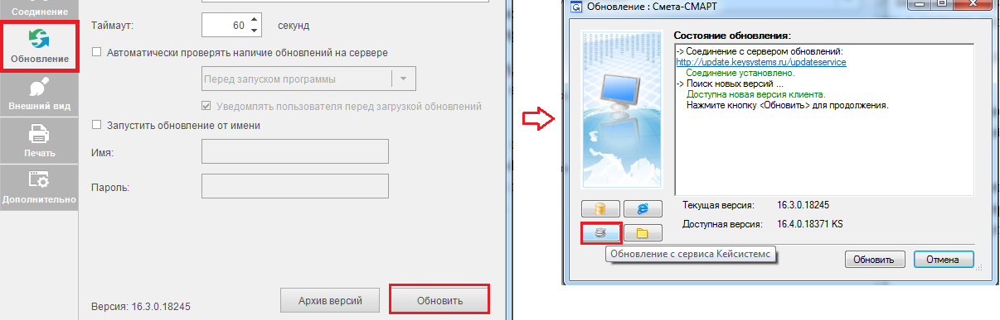 Соединение
Обновление
Внешний вид
Печать
Дополнительно
Таймаут:
60
секунд
Автоматически проверять наличие обновлений на сервере
Перед запуском программы
Уведомлять пользователя перед загрузкой обновлений
Запустить обновление от имени
Имя:
Пароль:
Версия: 16.3.0.18245
Архив версий
Обновить
Обновление : Смета-СМАРТ
Состояние обновления:
-> Соединение с сервером обновлений:
http://update.keysystems.ru/updateservice
Соединение установлено.
-> Поиск новых версий ...
Доступна новая версия клиента.
Нажмите кнопку <Обновить> для продолжения.
Текущая версия: 16.3.0.18245
Доступная версия: 16.4.0.18371 KS
Обновление с сервиса Кейсистемс
Обновить
Отмена